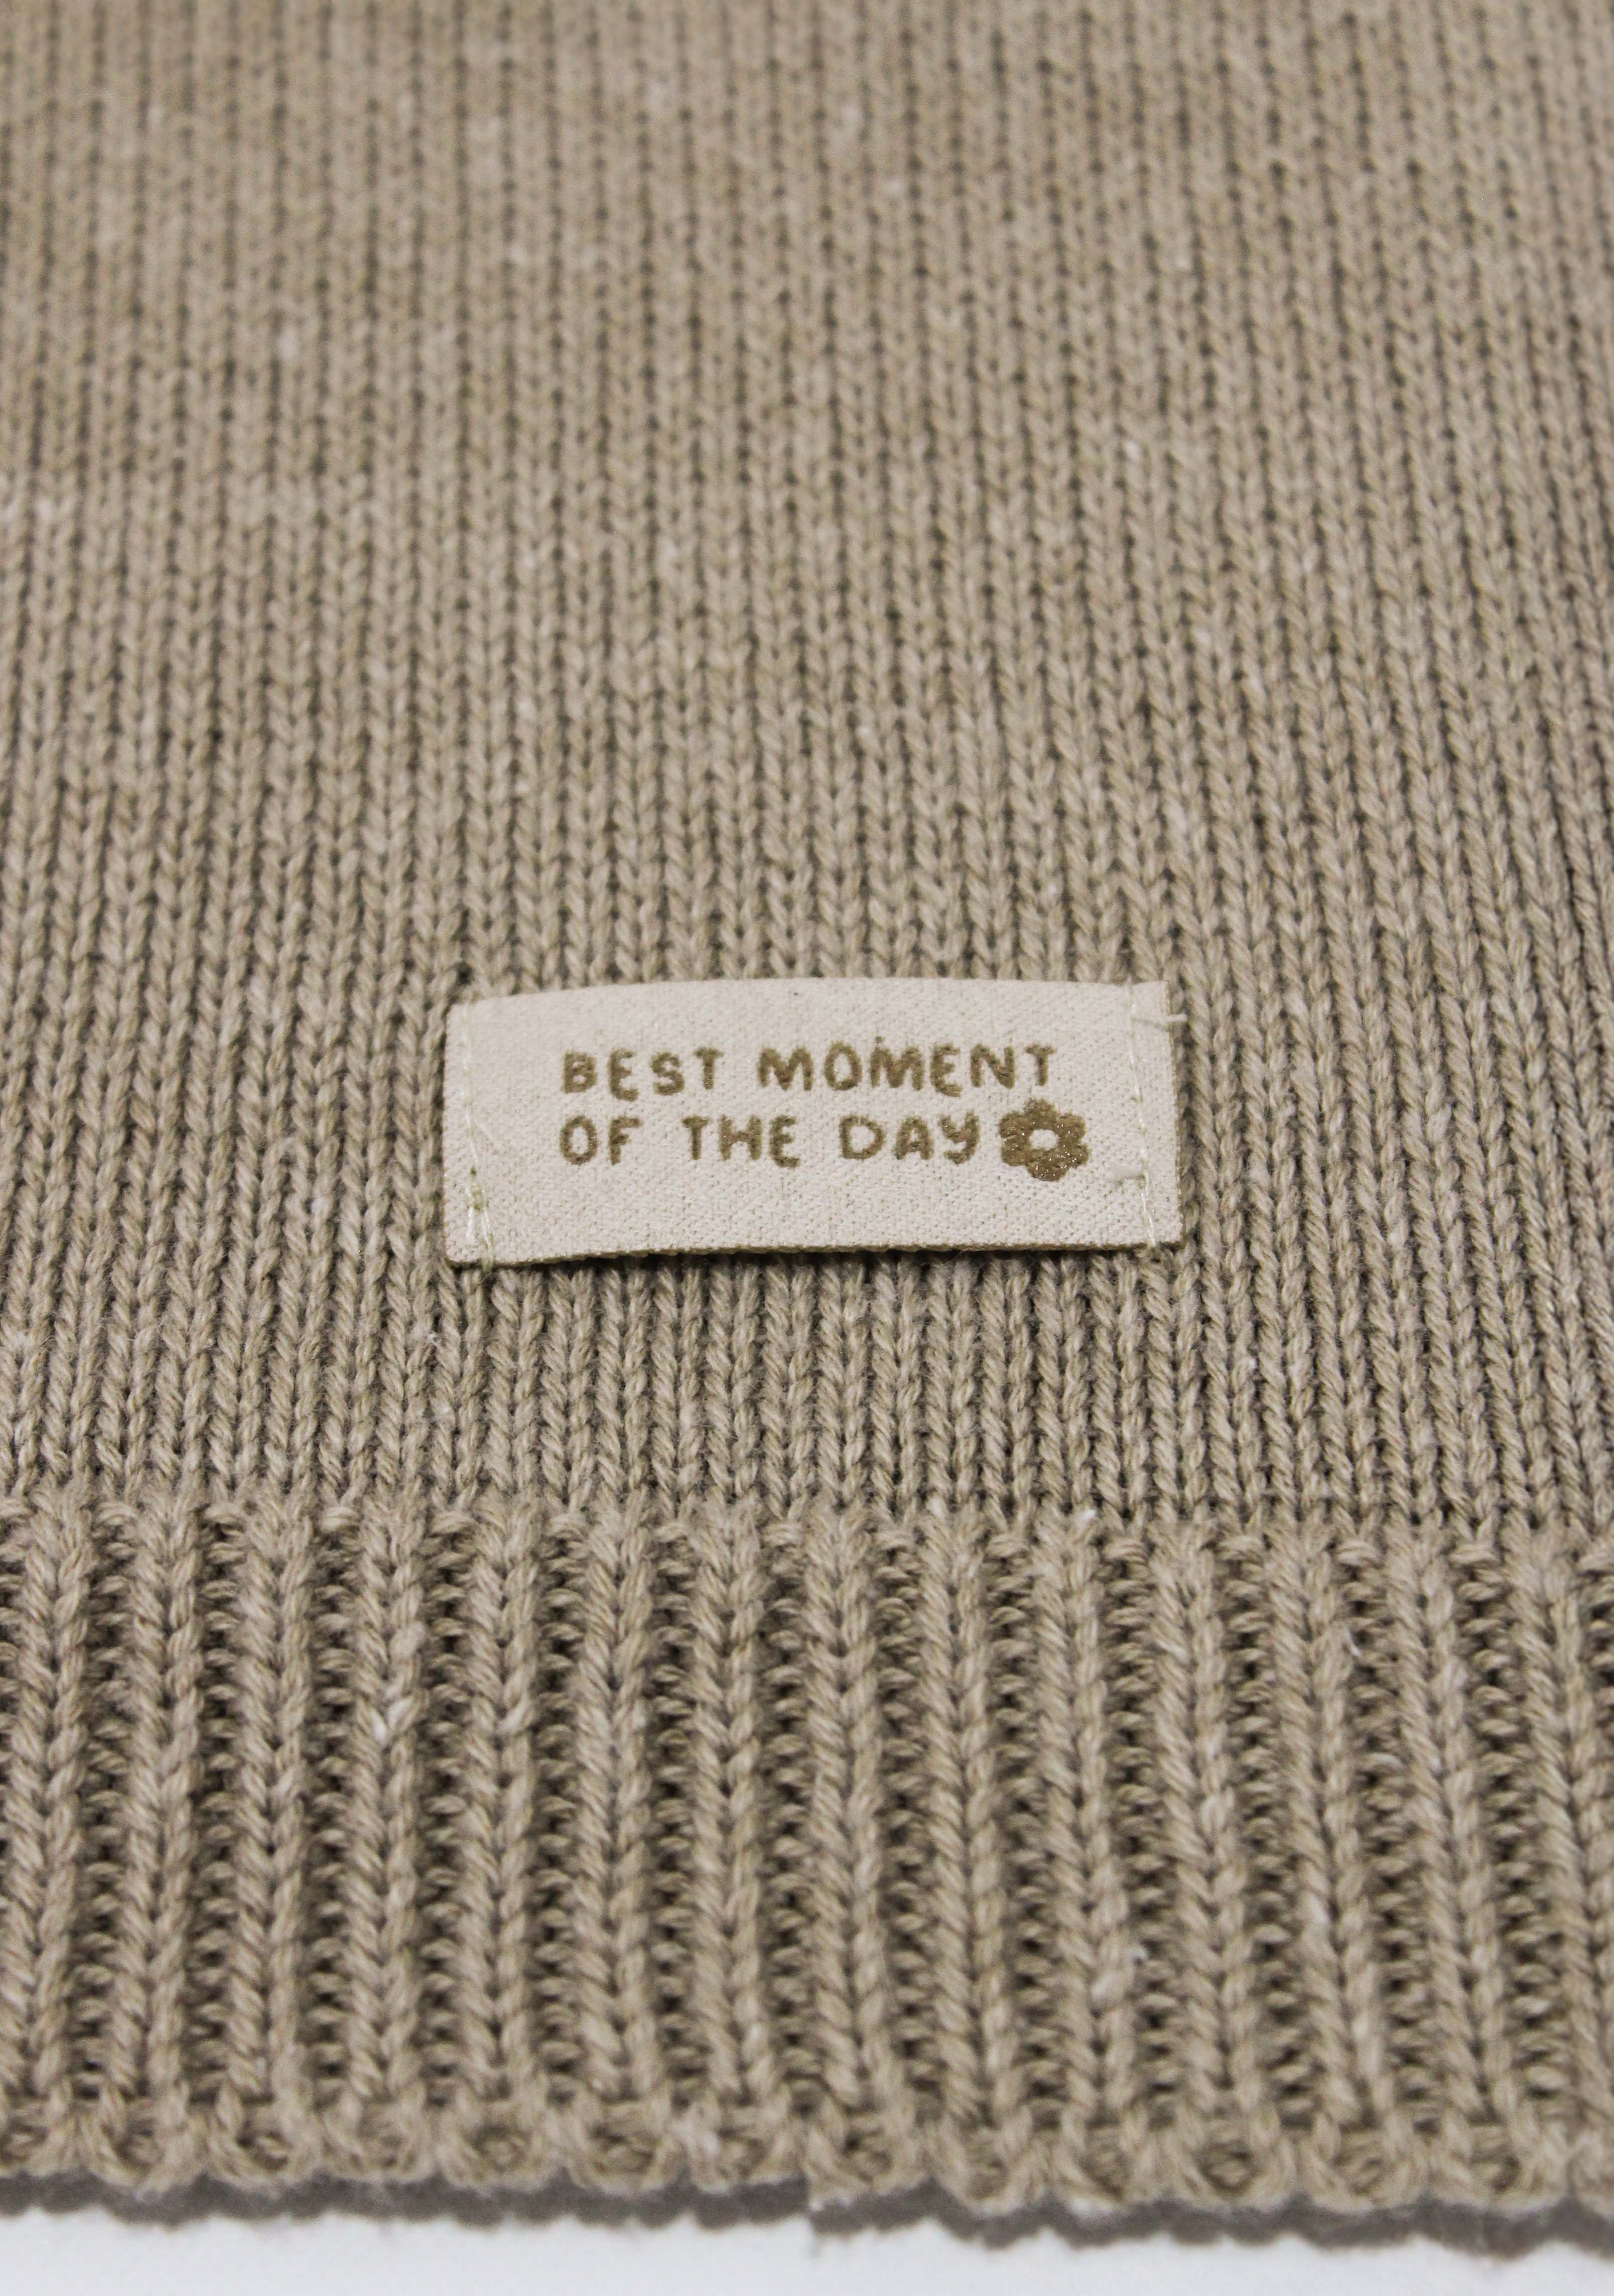 BEST MOMENT
OF THE DAY